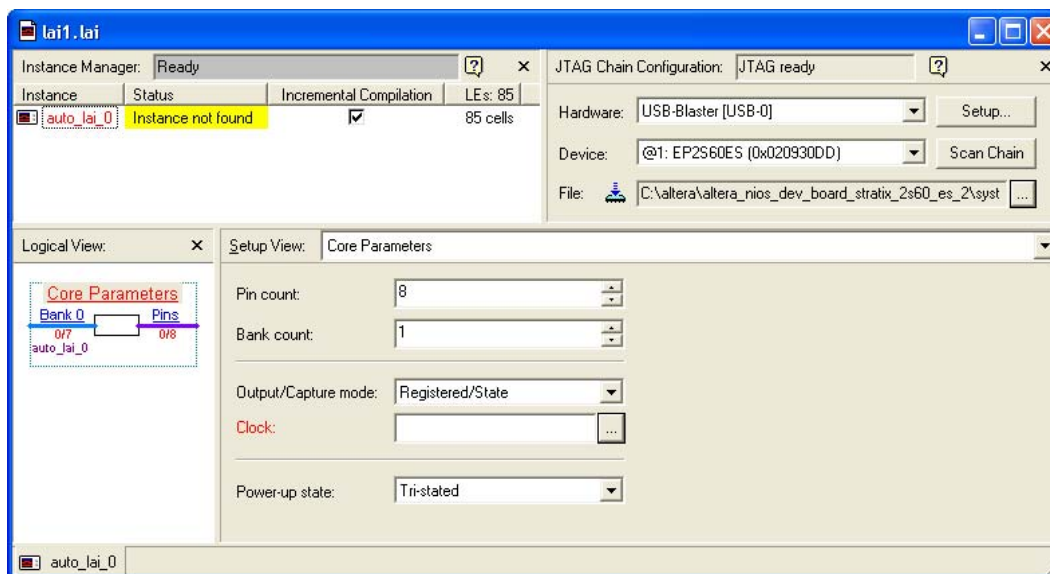 lai1.lai
Instance Manager: Ready
JTAG Chain Configuration: JTAG ready
Instance Status Incremental Compilation LEs: 85
auto_lai_0 Instance not found 85 cells
Hardware: USB-Blaster [USB-0] Setup...
Device: @1: EP2S60ES (0x020930DD) Scan Chain
File: C:\altera\altera_nios_dev_board_stratix_2s60_es_2\syst ...
Logical View:
Setup View: Core Parameters
Core Parameters
Bank 0 Pins
0/7 0/8
auto_lai_0
Pin count: 8
Bank count: 1
Output/Capture mode: Registered/State
Clock: ...
Power-up state: Tri-stated
auto_lai_0